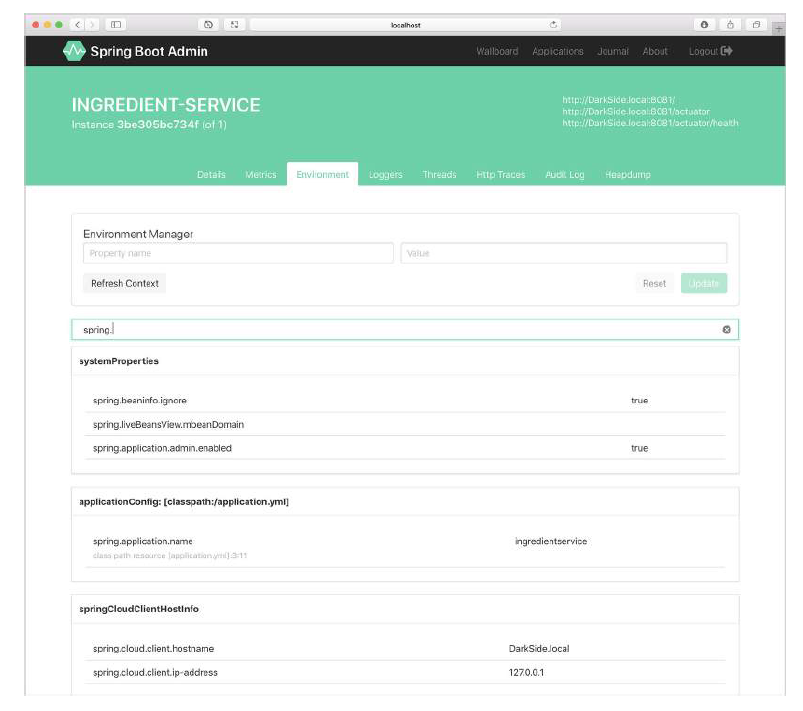 localhost
Spring Boot Admin
Wallboard Applications Journal About Logout
INGREDIENT-SERVICE
Instance 3be305bc734f (of 1)
http://DarkSide.local:8081/
http://DarkSide.local:8081/actuator
http://DarkSide.local:8081/actuator/health
Details Metrics Environment Loggers Threads Http Traces Audit Log Heapdump
Environment Manager
Property name Value
Refresh Context Reset Update
spring.
systemProperties
spring.beaninfo.ignore true
spring.liveBeansView.mbeanDomain
spring.application.admin.enabled true
applicationConfig: [classpath:/application.yml]
spring.application.name ingredientservice
class path resource [application.yml]:3:11
springCloudClientHostInfo
spring.cloud.client.hostname DarkSide.local
spring.cloud.client.ip-address 127.0.0.1